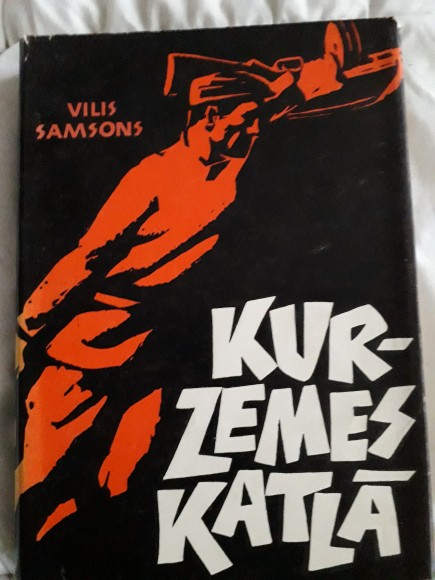 VILIS
SAMSONS
KUR-
ZEMES
KATLĀ